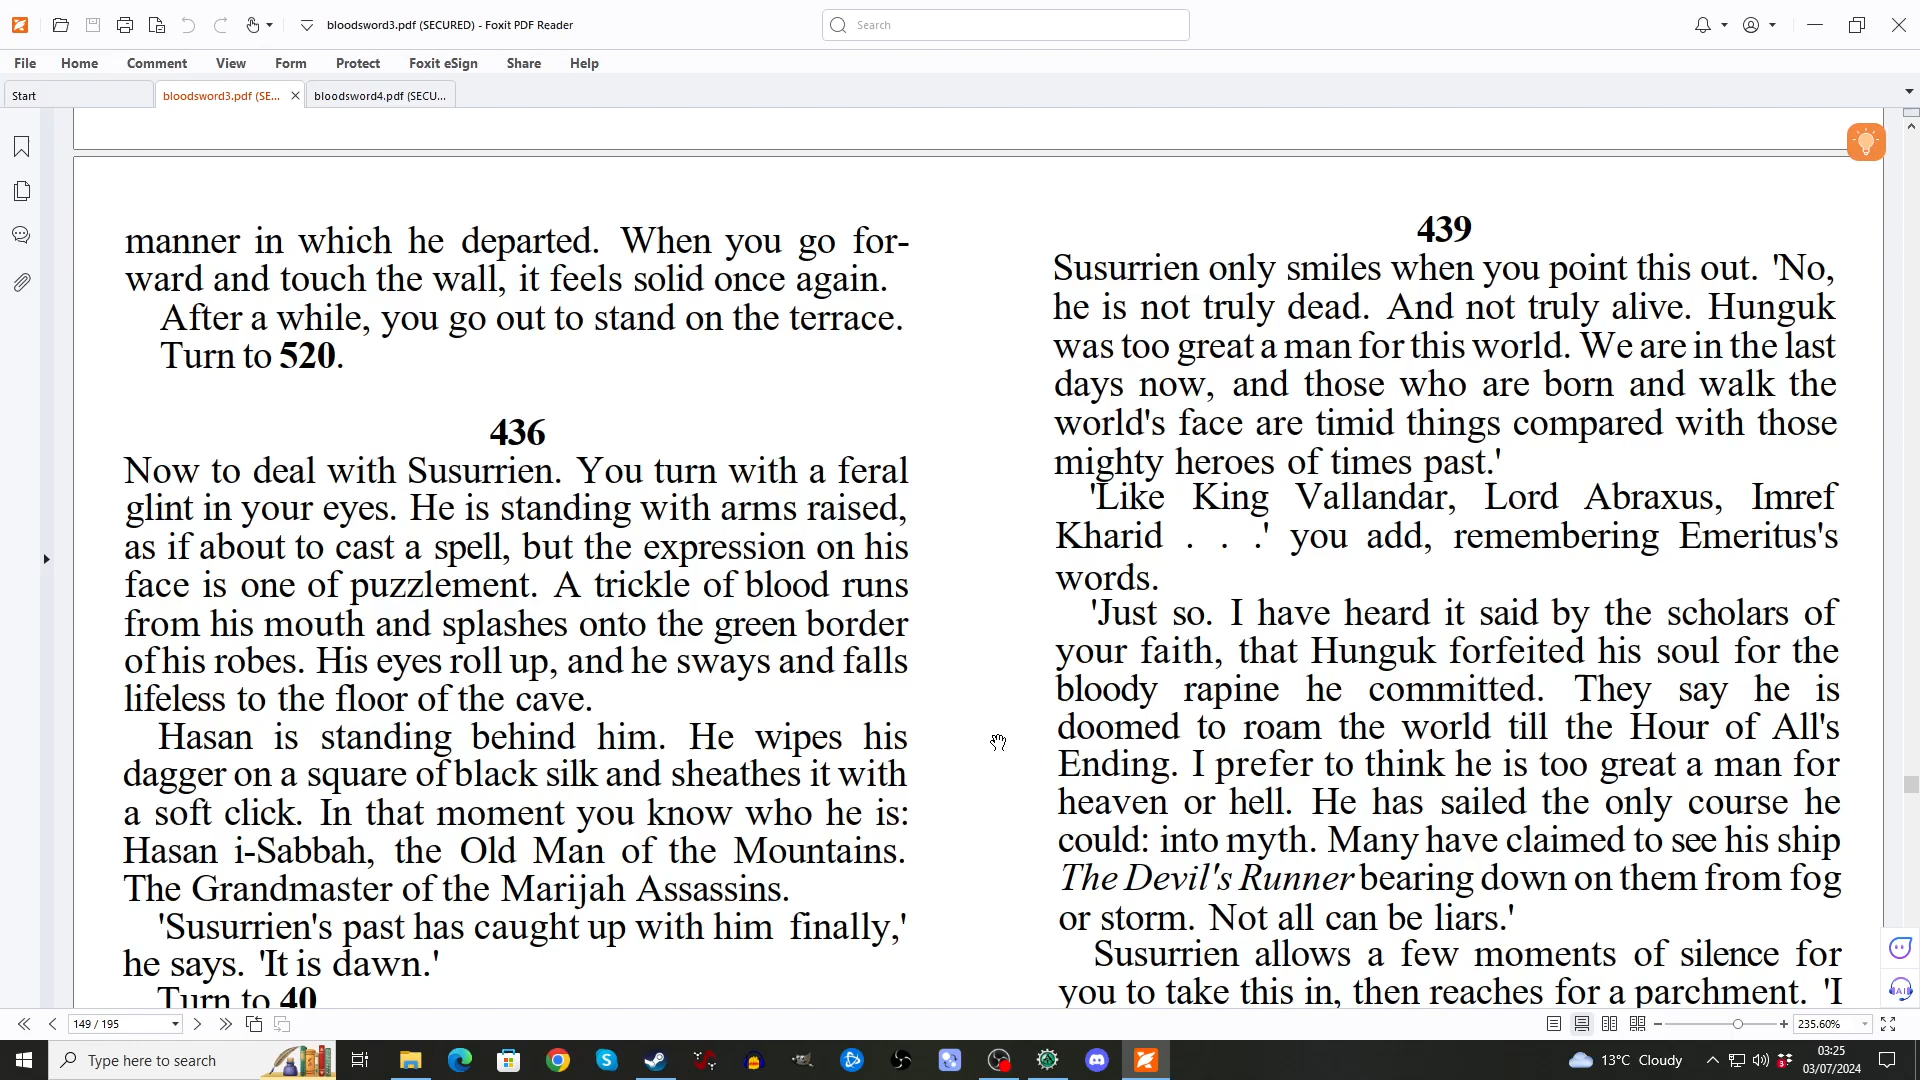 bloodsword3.pdf (SECURED) - Foxit PDF Reader
Search
File Home Comment View Form Protect Foxit eSign Share Help
Start
bloodsword3.pdf (SE...
bloodsword4.pdf (SECU...
manner in which he departed. When you go for-
ward and touch the wall, it feels solid once again.
After a while, you go out to stand on the terrace.
Turn to 520.
436
Now to deal with Susurrien. You turn with a feral
glint in your eyes. He is standing with arms raised,
as if about to cast a spell, but the expression on his
face is one of puzzlement. A trickle of blood runs
from his mouth and splashes onto the green border
of his robes. His eyes roll up, and he sways and falls
lifeless to the floor of the cave.
Hasan is standing behind him. He wipes his
dagger on a square of black silk and sheathes it with
a soft click. In that moment you know who he is:
Hasan i-Sabbah, the Old Man of the Mountains.
The Grandmaster of the Marijah Assassins.
'Susurrien's past has caught up with him finally,'
he says. 'It is dawn.'
Turn to 40
439
Susurrien only smiles when you point this out. 'No,
he is not truly dead. And not truly alive. Hunguk
was too great a man for this world. We are in the last
days now, and those who are born and walk the
world's face are timid things compared with those
mighty heroes of times past.'
'Like King Vallandar, Lord Abraxus, Imref
Kharid . . .' you add, remembering Emeritus's
words.
'Just so. I have heard it said by the scholars of
your faith, that Hunguk forfeited his soul for the
bloody rapine he committed. They say he is
doomed to roam the world till the Hour of All's
Ending. I prefer to think he is too great a man for
heaven or hell. He has sailed the only course he
could: into myth. Many have claimed to see his ship
The Devil's Runner bearing down on them from fog
or storm. Not all can be liars.'
Susurrien allows a few moments of silence for
you to take this in, then reaches for a parchment. 'I
149 / 195
235.60%
Type here to search
13°C Cloudy
03:25
03/07/2024